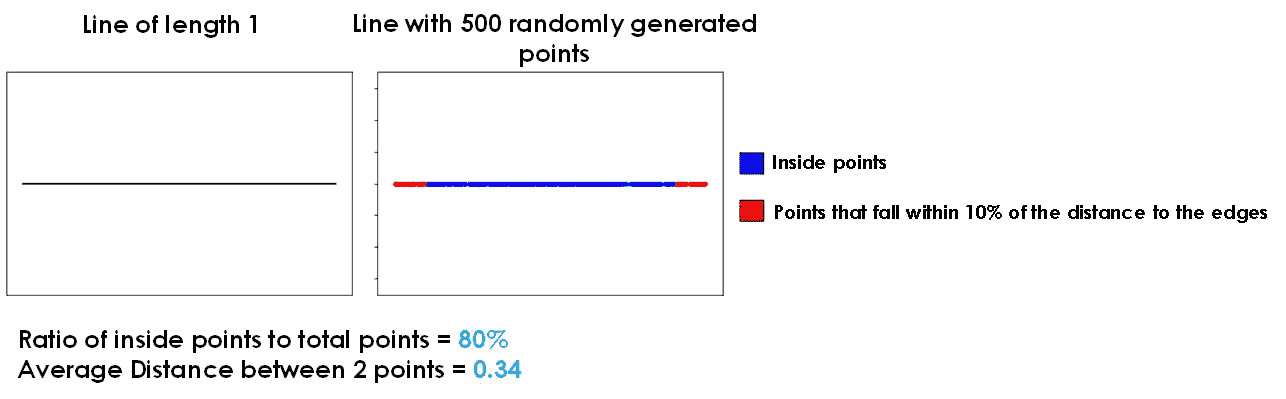 Line of length 1
Line with 500 randomly generated
points
Inside points
Points that fall within 10% of the distance to the edges
Ratio of inside points to total points = 80%
Average Distance between 2 points = 0.34